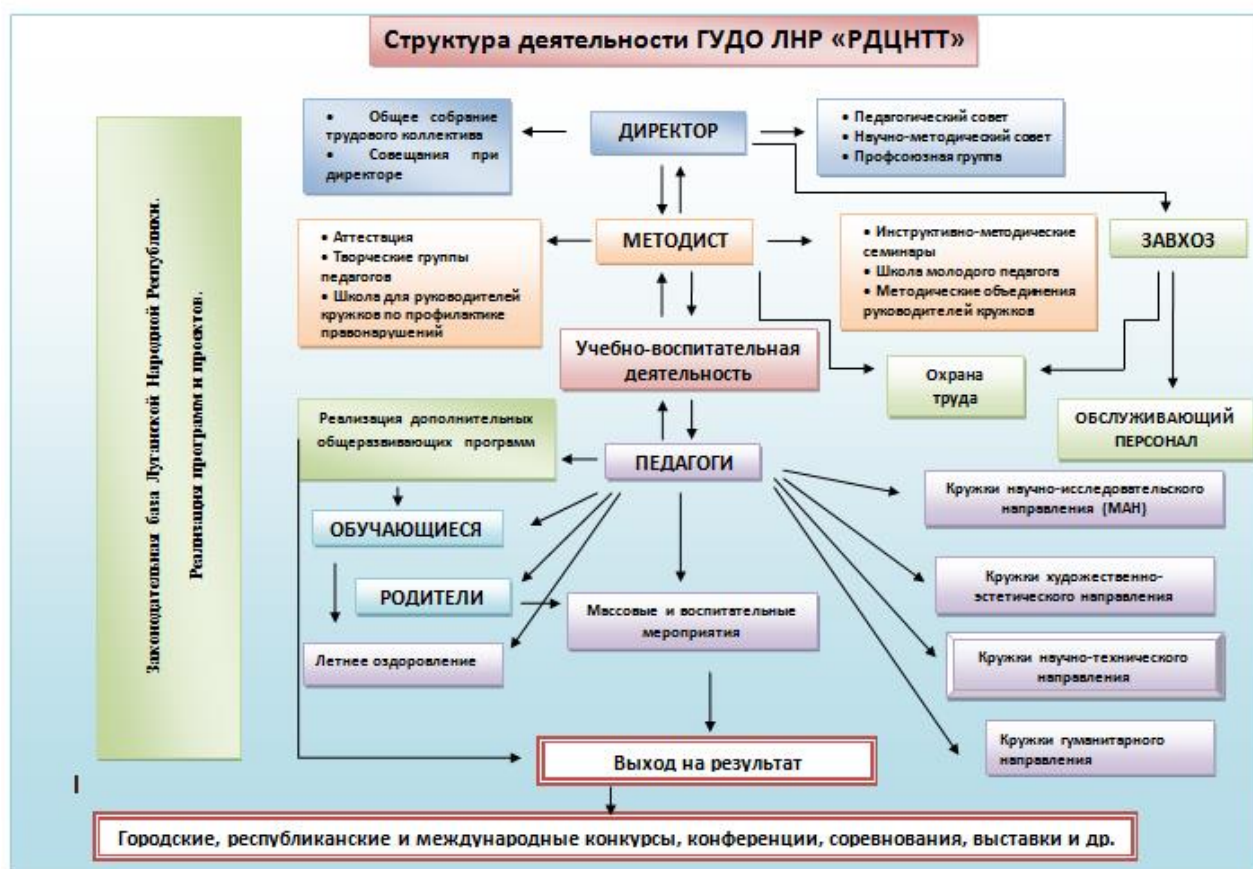 Структура деятельности ГУДО ЛНР «РДЦНТТ»
Законодательная база Луганской Народной Республики.
Реализация программ и проектов.
• Общее собрание
трудового коллектива
• Совещания при
директоре
ДИРЕКТОР
• Педагогический совет
• Научно-методический совет
• Профсоюзная группа
• Аттестация
• Творческие группы
педагогов
• Школа для руководителей
кружков по профилактике
правонарушений
МЕТОДИСТ
• Инструктивно-методические
семинары
• Школа молодого педагога
• Методические объединения
руководителей кружков
ЗАВХОЗ
Учебно-воспитательная
деятельность
Охрана
труда
ОБСЛУЖИВАЮЩИЙ
ПЕРСОНАЛ
Реализация дополнительных
общеразвивающих программ
ПЕДАГОГИ
Кружки научно-исследовательского
направления (МАН)
ОБУЧАЮЩИЕСЯ
Кружки художественно-
эстетического направления
РОДИТЕЛИ
Массовые и воспитательные
мероприятия
Летнее оздоровление
Кружки научно-технического
направления
Кружки гуманитарного
направления
Выход на результат
Городские, республиканские и международные конкурсы, конференции, соревнования, выставки и др.